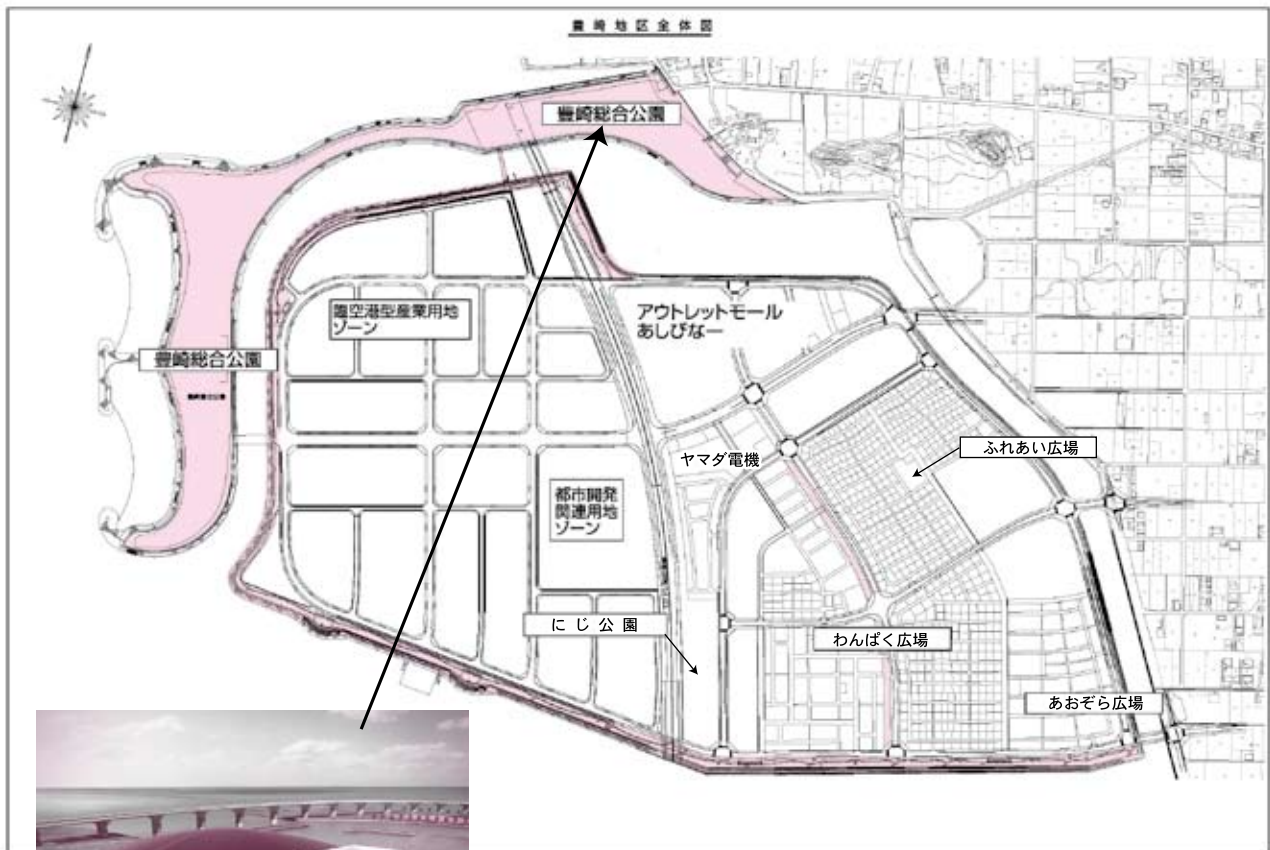 豊崎地区全体図
豊崎総合公園
臨空港型産業用地
ゾーン
アウトレットモール
あしびなー
豊崎総合公園
ヤマダ電機
ふれあい広場
都市開発
関連用地
ゾーン
にじ公園
わんぱく広場
あおぞら広場